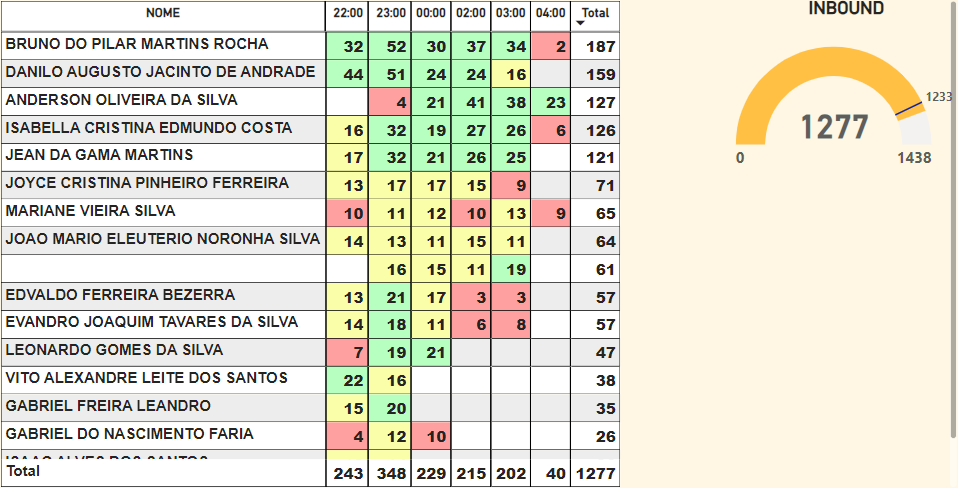 NOME 22:00 23:00 00:00 02:00 03:00 04:00 Total
BRUNO DO PILAR MARTINS ROCHA 32 52 30 37 34 2 187
DANILO AUGUSTO JACINTO DE ANDRADE 44 51 24 24 16 159
ANDERSON OLIVEIRA DA SILVA 4 21 41 38 23 127
ISABELLA CRISTINA EDMUNDO COSTA 16 32 19 27 26 6 126
JEAN DA GAMA MARTINS 17 32 21 26 25 121
JOYCE CRISTINA PINHEIRO FERREIRA 13 17 17 15 9 71
MARIANE VIEIRA SILVA 10 11 12 10 13 9 65
JOAO MARIO ELEUTERIO NORONHA SILVA 14 13 11 15 11 64
16 15 11 19 61
EDVALDO FERREIRA BEZERRA 13 21 17 3 3 57
EVANDRO JOAQUIM TAVARES DA SILVA 14 18 11 6 8 57
LEONARDO GOMES DA SILVA 7 19 21 47
VITO ALEXANDRE LEITE DOS SANTOS 22 16 38
GABRIEL FREIRA LEANDRO 15 20 35
GABRIEL DO NASCIMENTO FARIA 4 12 10 26
Total 243 348 229 215 202 40 1277
INBOUND
1233
1277
0 1438